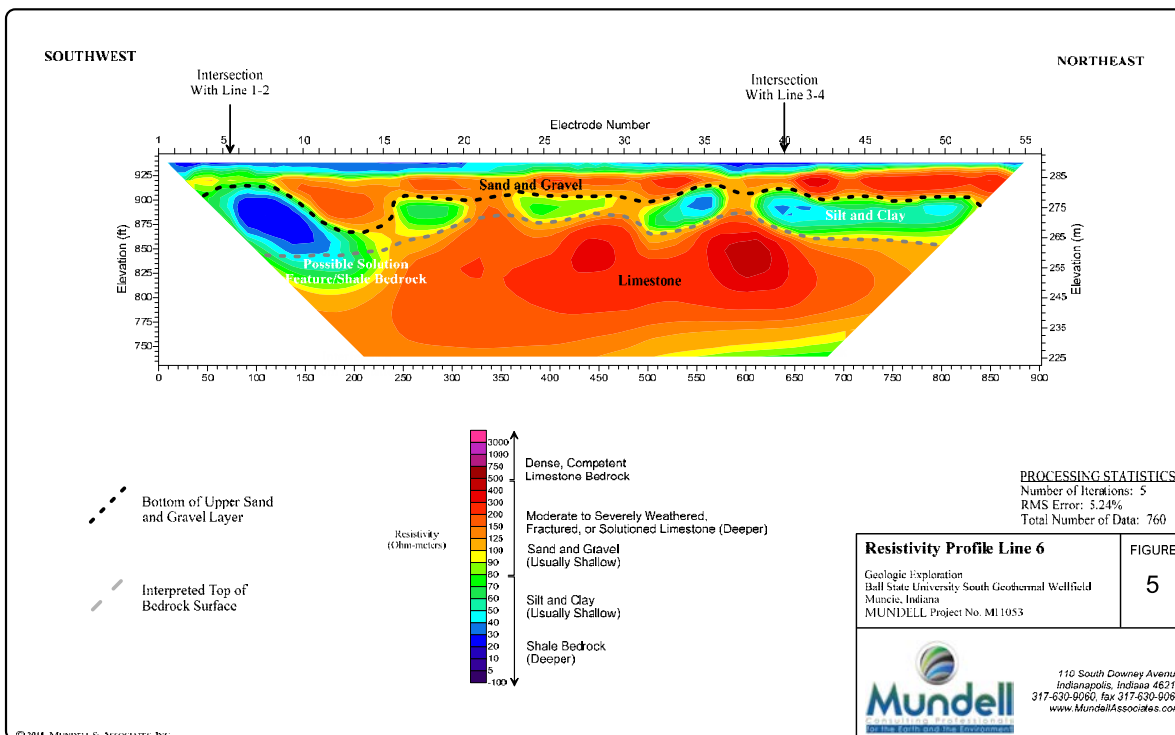 SOUTHWEST
NORTHEAST
Intersection
With Line 1-2
Intersection
With Line 3-4
Electrode Number
1 5 10 15 20 25 30 35 40 45 50 55
Elevation (ft)
925
900
875
850
825
800
775
750
285
275
265
255
245
235
225
Elevation (m)
Sand and Gravel
Silt and Clay
Possible Solution
Feature/Shale Bedrock
Limestone
0 50 100 150 200 250 300 350 400 450 500 550 600 650 700 750 800 850 900
Bottom of Upper Sand
and Gravel Layer
Interpreted Top of
Bedrock Surface
Resistivity
(Ohm-meters)
3000
1000
750
500
400
300
200
150
125
100
90
80
70
60
50
40
30
20
10
5
-100
Dense, Competent
Limestone Bedrock
Moderate to Severely Weathered,
Fractured, or Solutioned Limestone (Deeper)
Sand and Gravel
(Usually Shallow)
Silt and Clay
(Usually Shallow)
Shale Bedrock
(Deeper)
PROCESSING STATISTICS
Number of Iterations: 5
RMS Error: 5.24%
Total Number of Data: 760
Resistivity Profile Line 6
Geologic Exploration
Ball State University South Geothermal Wellfield
Muncie, Indiana
MUNDELL Project No. M11053
FIGURE
5
Mundell
Consulting Professionals
for the Earth and the Environment
110 South Downey Avenu
Indianapolis, Indiana 4621
317-630-9060, fax 317-630-906
www.MundellAssociates.com
MUNDELL & ASSOCIATES, INC.